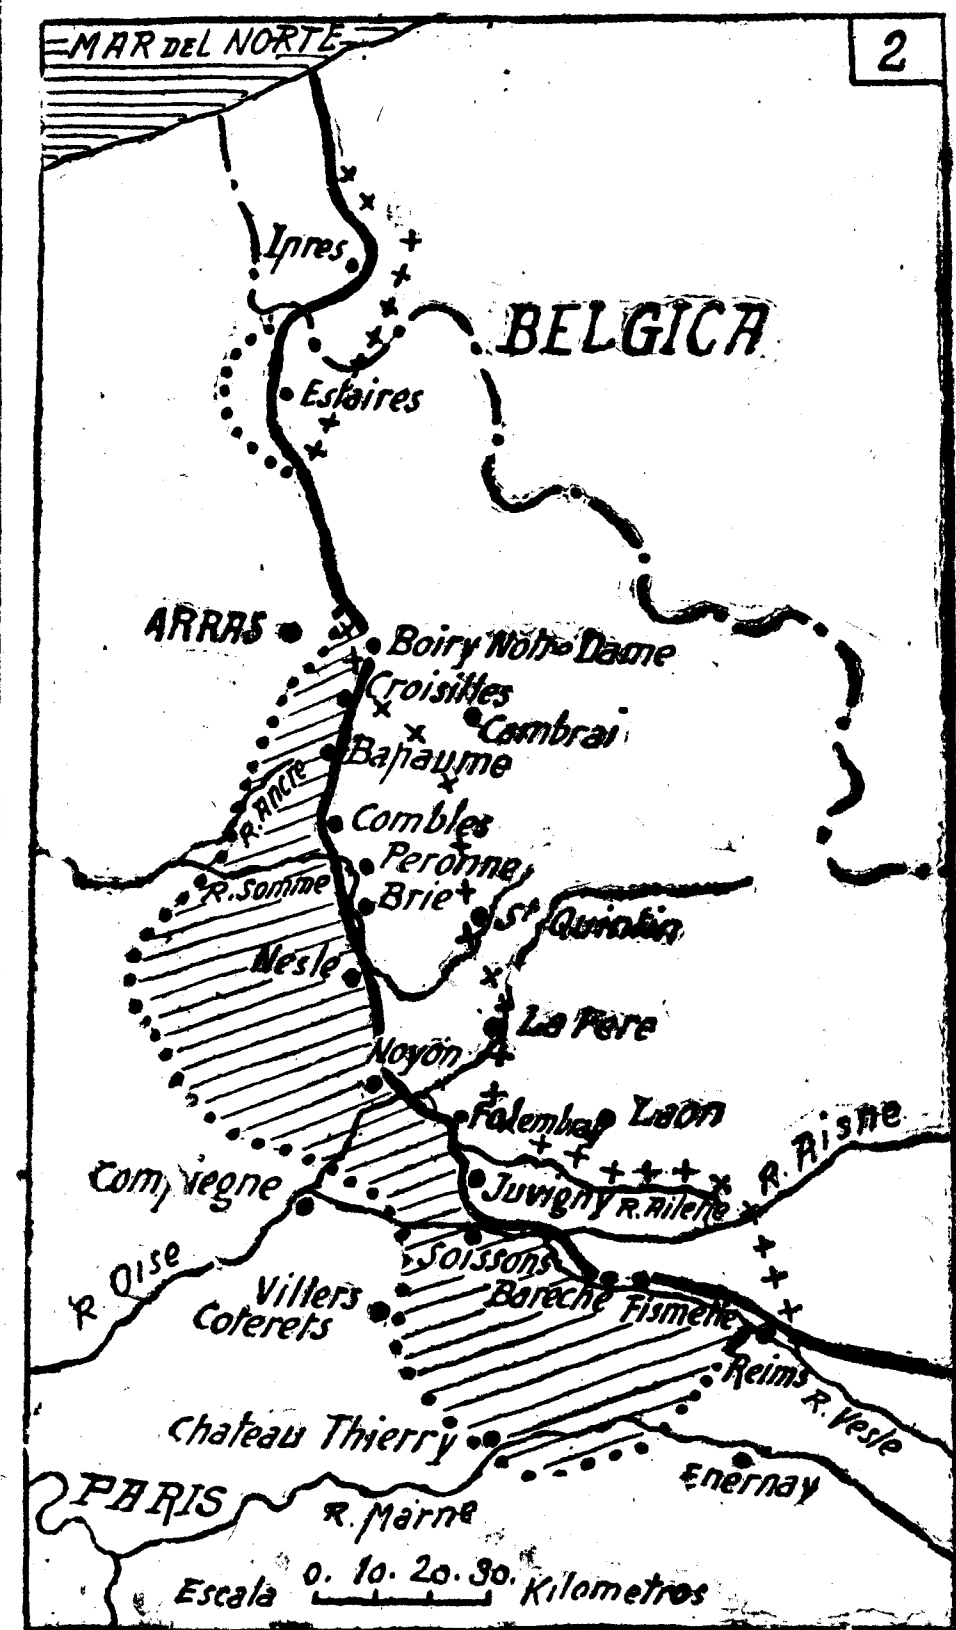 MAR DEL NORTE
2
Ipres
BELGICA
Estaires
ARRAS
Boiry Notre Dame
Croisilles
Cambrai
Bapaume
R. Ancre
Combles
Peronne
R. Somme
Brie
St Quintin
Nesle
La Fere
Noyon
Folembray
Laon
R. Aisne
Compiegne
Juvigny
R. Ailette
Soissons
R Oise
Villers
Coterets
Bareche
Fismette
Reims
R. Vesle
Chateau Thierry
PARIS
R. Marne
Enernay
Escala 0. 10. 20. 30. Kilometros